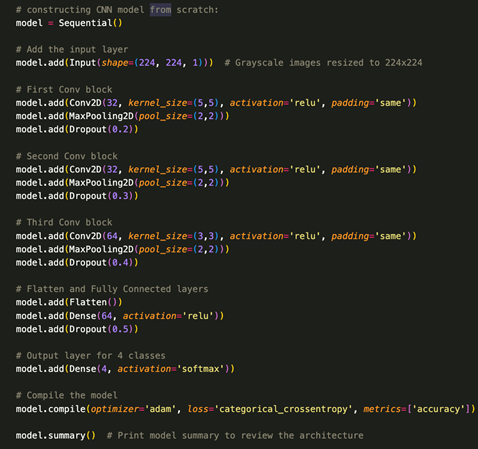 # constructing CNN model from scratch:
model = Sequential()
# Add the input layer
model.add(Input(shape=(224, 224, 1)))  # Grayscale images resized to 224x224
# First Conv block
model.add(Conv2D(32, kernel_size=(5,5), activation='relu', padding='same'))
model.add(MaxPooling2D(pool_size=(2,2)))
model.add(Dropout(0.2))
# Second Conv block
model.add(Conv2D(32, kernel_size=(5,5), activation='relu', padding='same'))
model.add(MaxPooling2D(pool_size=(2,2)))
model.add(Dropout(0.3))
# Third Conv block
model.add(Conv2D(64, kernel_size=(3,3), activation='relu', padding='same'))
model.add(MaxPooling2D(pool_size=(2,2)))
model.add(Dropout(0.4))
# Flatten and Fully Connected layers
model.add(Flatten())
model.add(Dense(64, activation='relu'))
model.add(Dropout(0.5))
# Output layer for 4 classes
model.add(Dense(4, activation='softmax'))
# Compile the model
model.compile(optimizer='adam', loss='categorical_crossentropy', metrics=['accuracy'])
model.summary()  # Print model summary to review the architecture